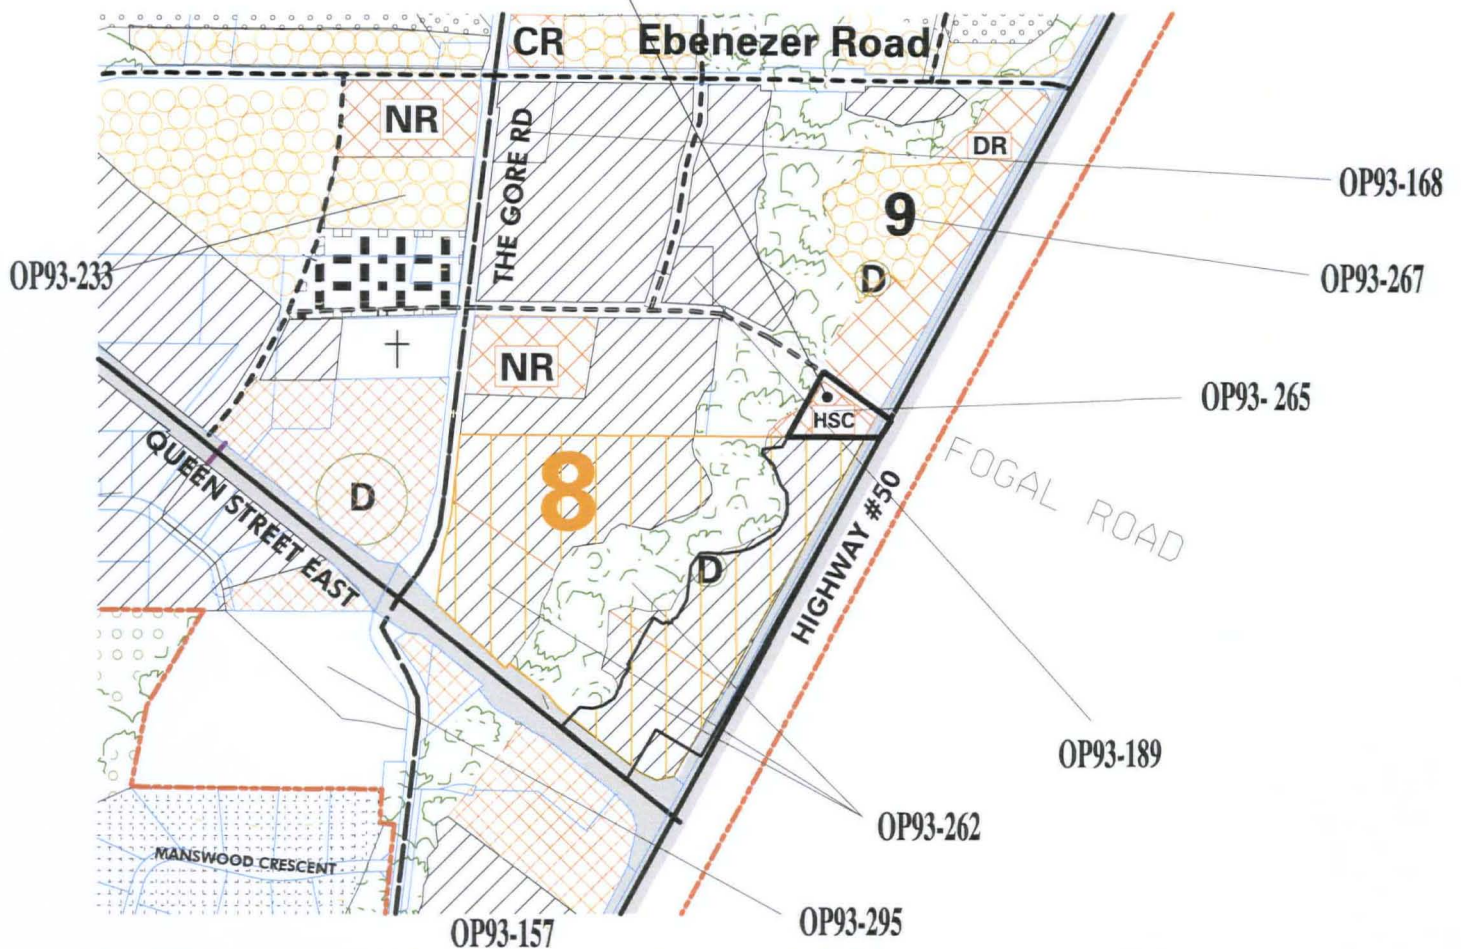 CR
Ebenezer Road
NR
THE GORE RD
DR
OP93-168
9
OP93-233
D
OP93-267
NR
HSC
OP93- 265
QUEEN STREET EAST
D
8
FOGAL ROAD
HIGHWAY #50
D
OP93-189
OP93-262
MANSWOOD CRESCENT
OP93-157
OP93-295